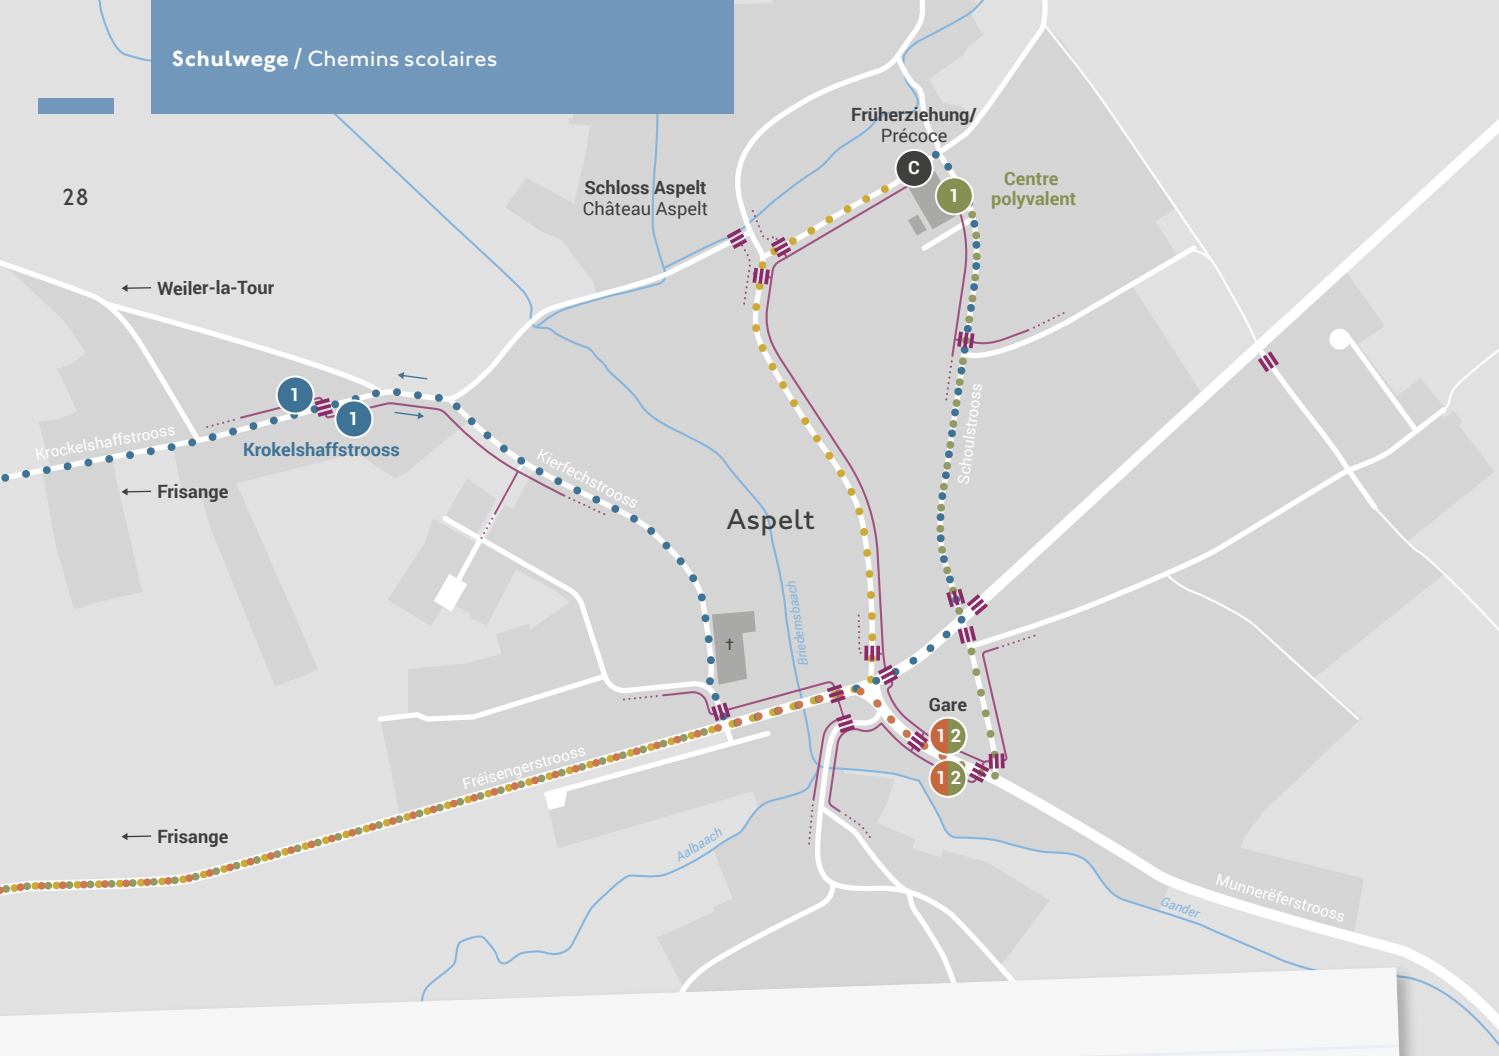 Schulwege / Chemins scolaires
28
Früherziehung/
Précoce
C
1
Centre
polyvalent
Schloss Aspelt
Château Aspelt
← Weiler-la-Tour
1
1
Krokelshaffstrooss
Krockelshaffstrooss
← Frisange
Kierfechstrooss
Schoulstrooss
Aspelt
Briedemsbaach
†
Gare
1 2
1 2
Fréisengerstrooss
← Frisange
Aalbaach
Munnerëferstrooss
Gander